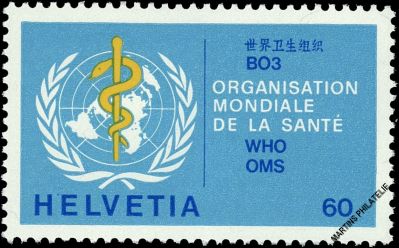 世界卫生组织
ВОЗ
ORGANISATION
MONDIALE
DE LA SANTÉ
WHO
OMS
HELVETIA 60
MARTINS PHILATELIE